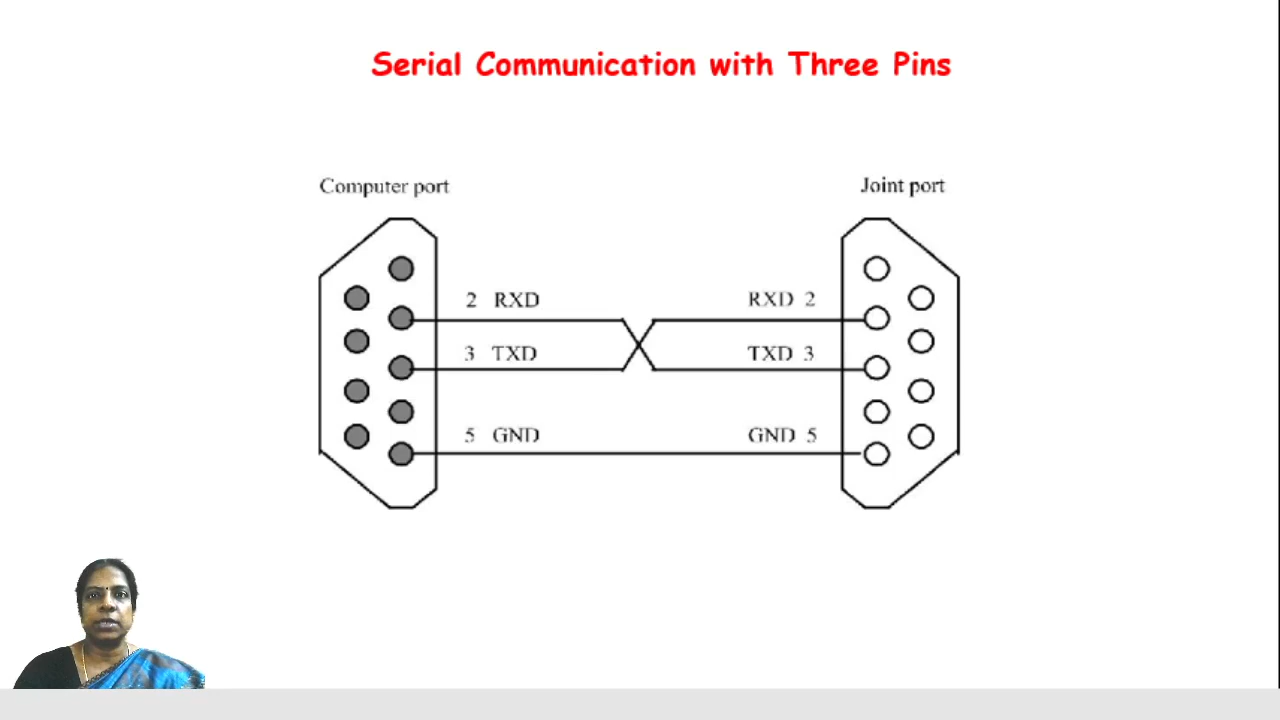 Serial Communication with Three Pins
Computer port
Joint port
2 RXD
RXD 2
3 TXD
TXD 3
5 GND
GND 5